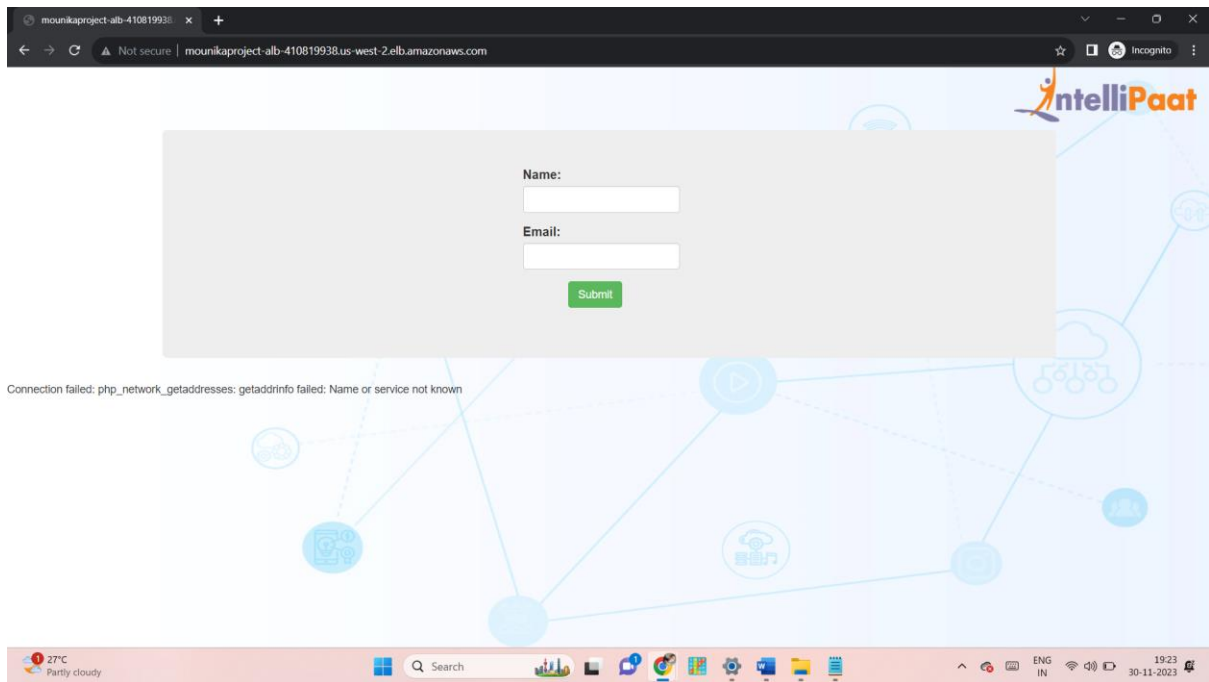 mounikaproject-alb-410819938
Not secure | mounikaproject-alb-410819938.us-west-2.elb.amazonaws.com
Incognito
IntelliPaat
Name:
Email:
Submit
Connection failed: php_network_getaddresses: getaddrinfo failed: Name or service not known
1
27°C
Partly cloudy
Search
ENG
IN
19:23
30-11-2023